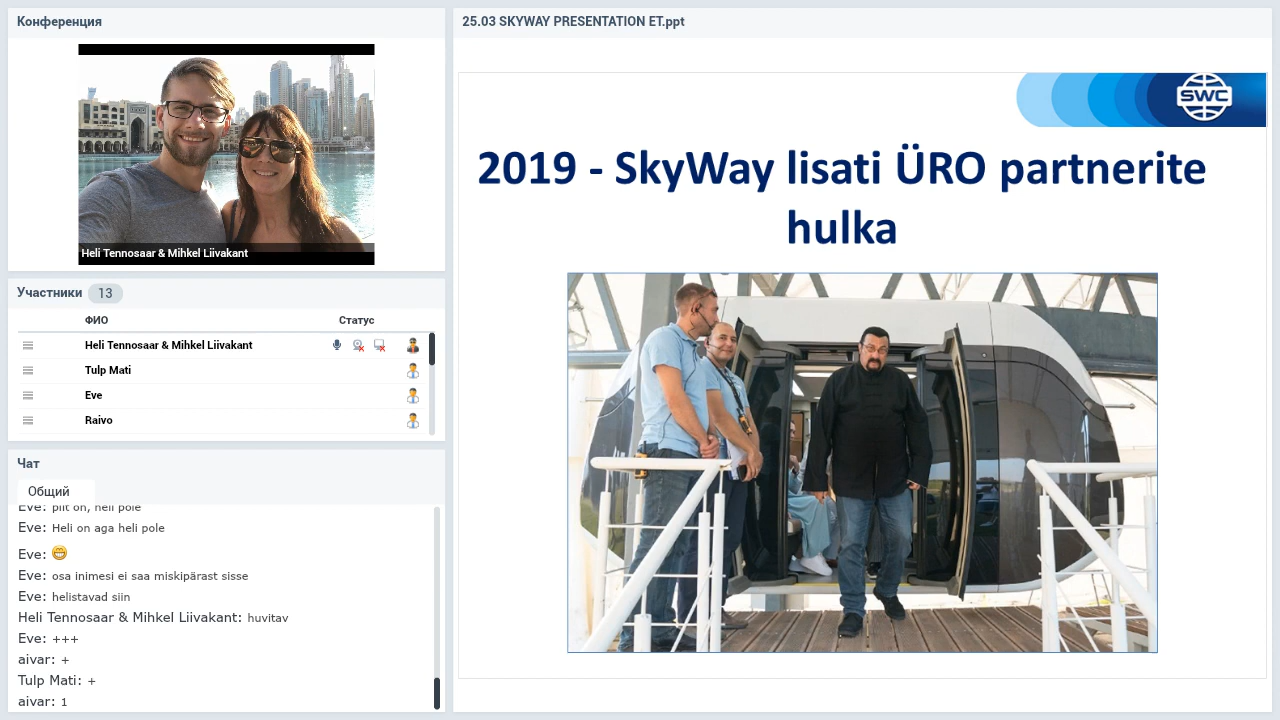 Конференция
Heli Tennosaar & Mihkel Liivakant
Участники 13
ФИО Статус
Heli Tennosaar & Mihkel Liivakant
Tulp Mati
Eve
Raivo
Чат
Общий
Eve: pilt on, heli pole
Eve: Heli on aga heli pole
Eve:
Eve: osa inimesi ei saa miskipärast sisse
Eve: helistavad siin
Heli Tennosaar & Mihkel Liivakant: huvitav
Eve: +++
aivar: +
Tulp Mati: +
aivar: 1
25.03 SKYWAY PRESENTATION ET.ppt
SWC
2019 - SkyWay lisati ÜRO partnerite
hulka